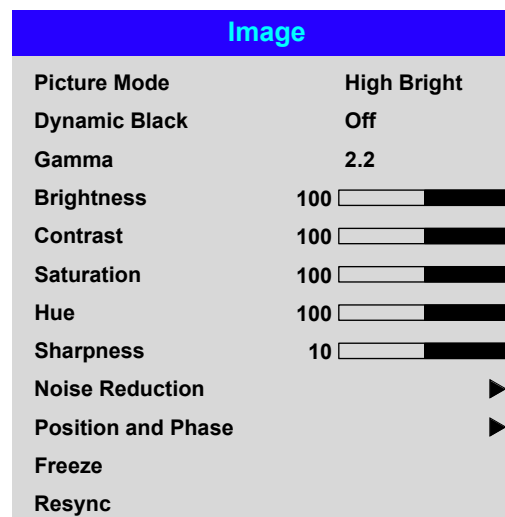 Image
Picture Mode High Bright
Dynamic Black Off
Gamma 2.2
Brightness 100
Contrast 100
Saturation 100
Hue 100
Sharpness 10
Noise Reduction
Position and Phase
Freeze
Resync